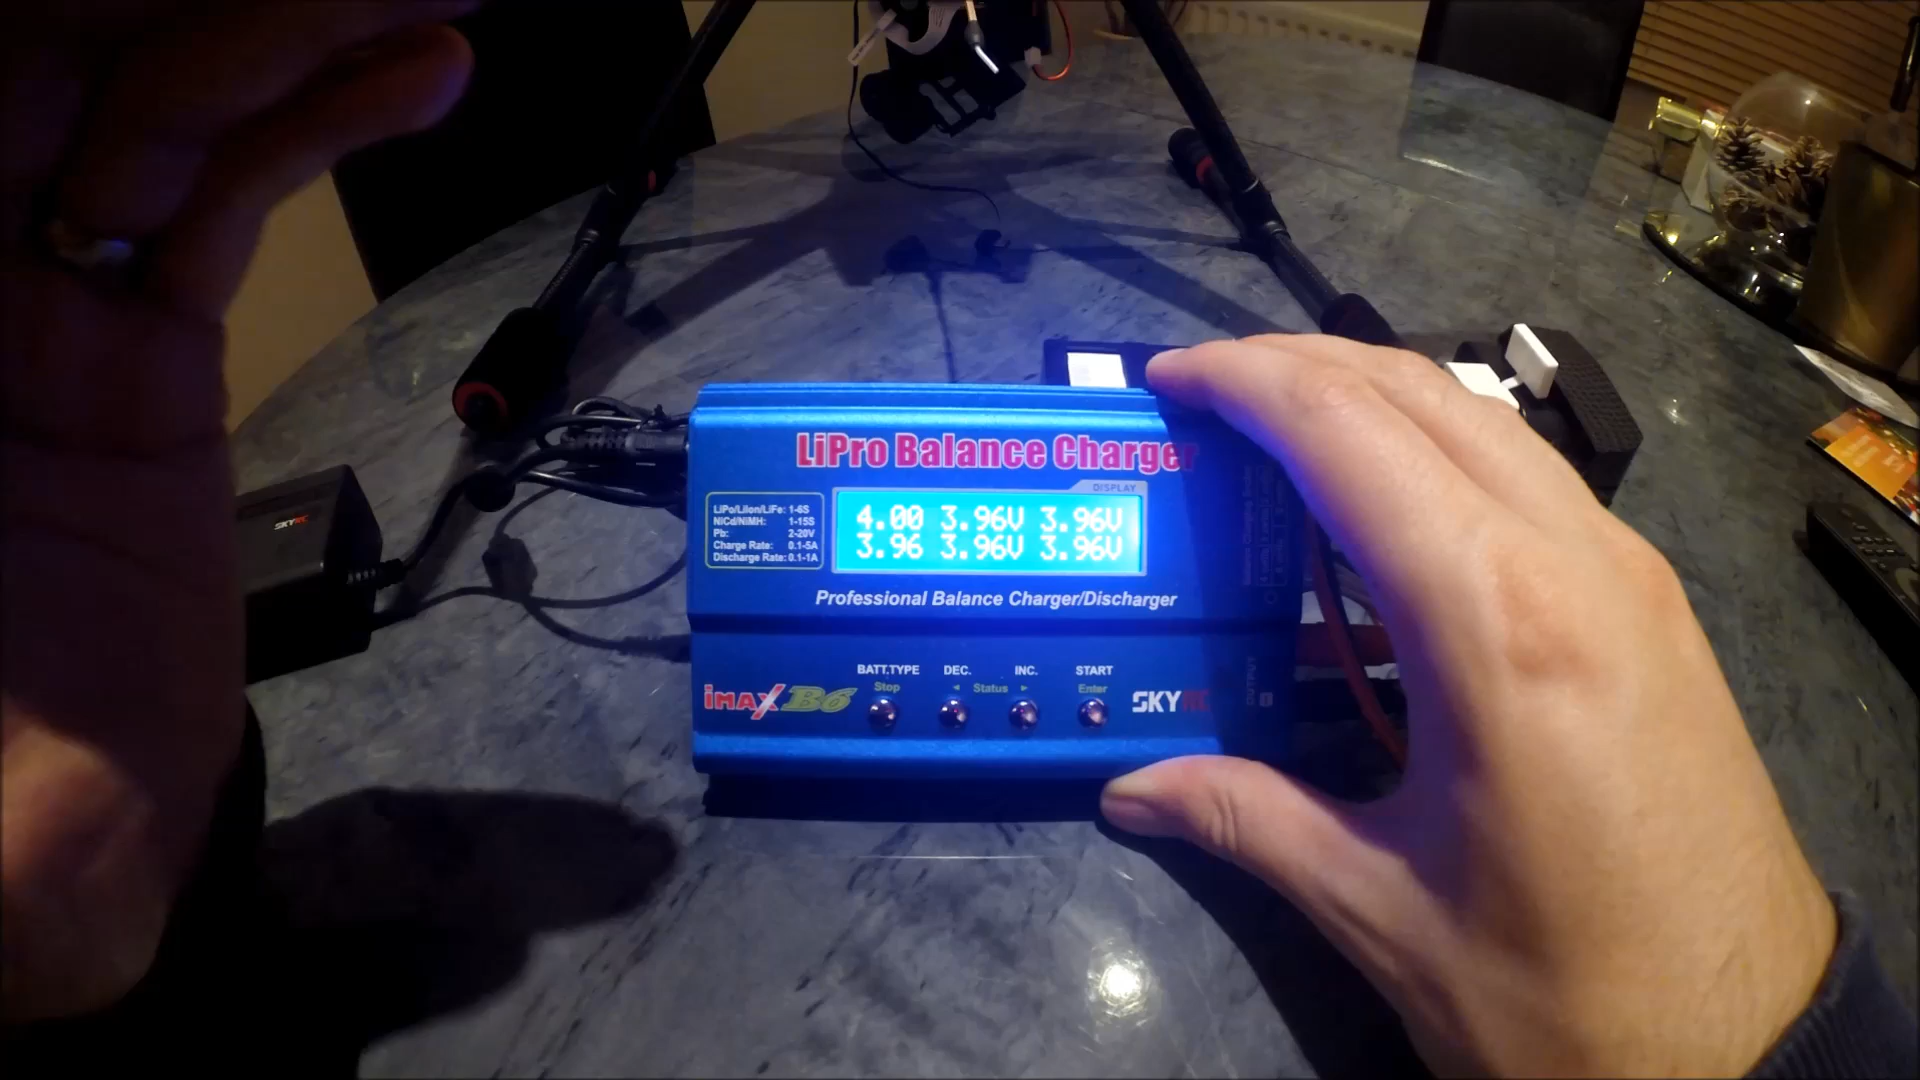 LiPro Balance Charger
DISPLAY
LiPo/LiIon/LiFe: 1-6S
NiCd/NiMH: 1-15S
Pb: 2-20V
Charge Rate: 0.1-5A
Discharge Rate: 0.1-1A
4.00 3.96V 3.96V
3.96 3.96V 3.96V
Professional Balance Charger/Discharger
BATT.TYPE DEC. INC. START
Stop ◄ Status ► Enter
iMAX B6
SKYRC
OUTPUT
SKYRC